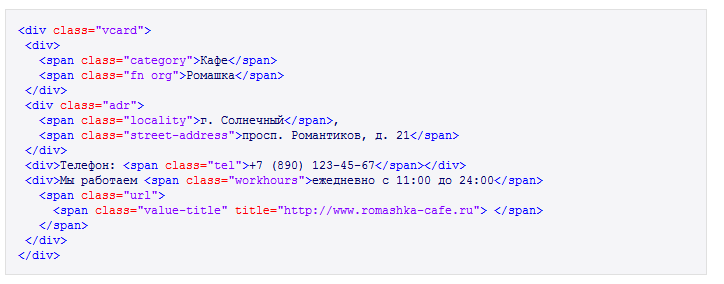 <div class="vcard">
<div>
<span class="category">Кафе</span>
<span class="fn org">Ромашка</span>
</div>
<div class="adr">
<span class="locality">г. Солнечный</span>,
<span class="street-address">просп. Романтиков, д. 21</span>
</div>
<div>Телефон: <span class="tel">+7 (890) 123-45-67</span></div>
<div>Мы работаем <span class="workhours">ежедневно с 11:00 до 24:00</span>
<span class="url">
<span class="value-title" title="http://www.romashka-cafe.ru"> </span>
</span>
</div>
</div>